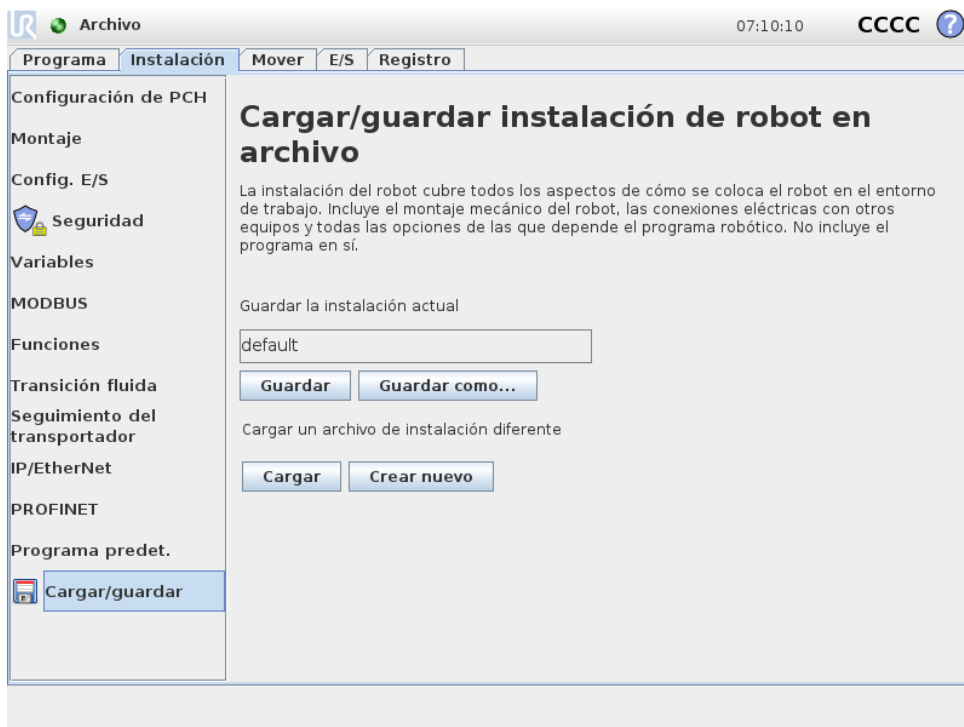 UR Archivo 07:10:10 CCCC ?
Programa Instalación Mover E/S Registro
Configuración de PCH
Montaje
Config. E/S
Seguridad
Variables
MODBUS
Funciones
Transición fluida
Seguimiento del
transportador
IP/EtherNet
PROFINET
Programa predet.
Cargar/guardar
Cargar/guardar instalación de robot en
archivo
La instalación del robot cubre todos los aspectos de cómo se coloca el robot en el entorno
de trabajo. Incluye el montaje mecánico del robot, las conexiones eléctricas con otros
equipos y todas las opciones de las que depende el programa robótico. No incluye el
programa en sí.
Guardar la instalación actual
default
Guardar Guardar como...
Cargar un archivo de instalación diferente
Cargar Crear nuevo